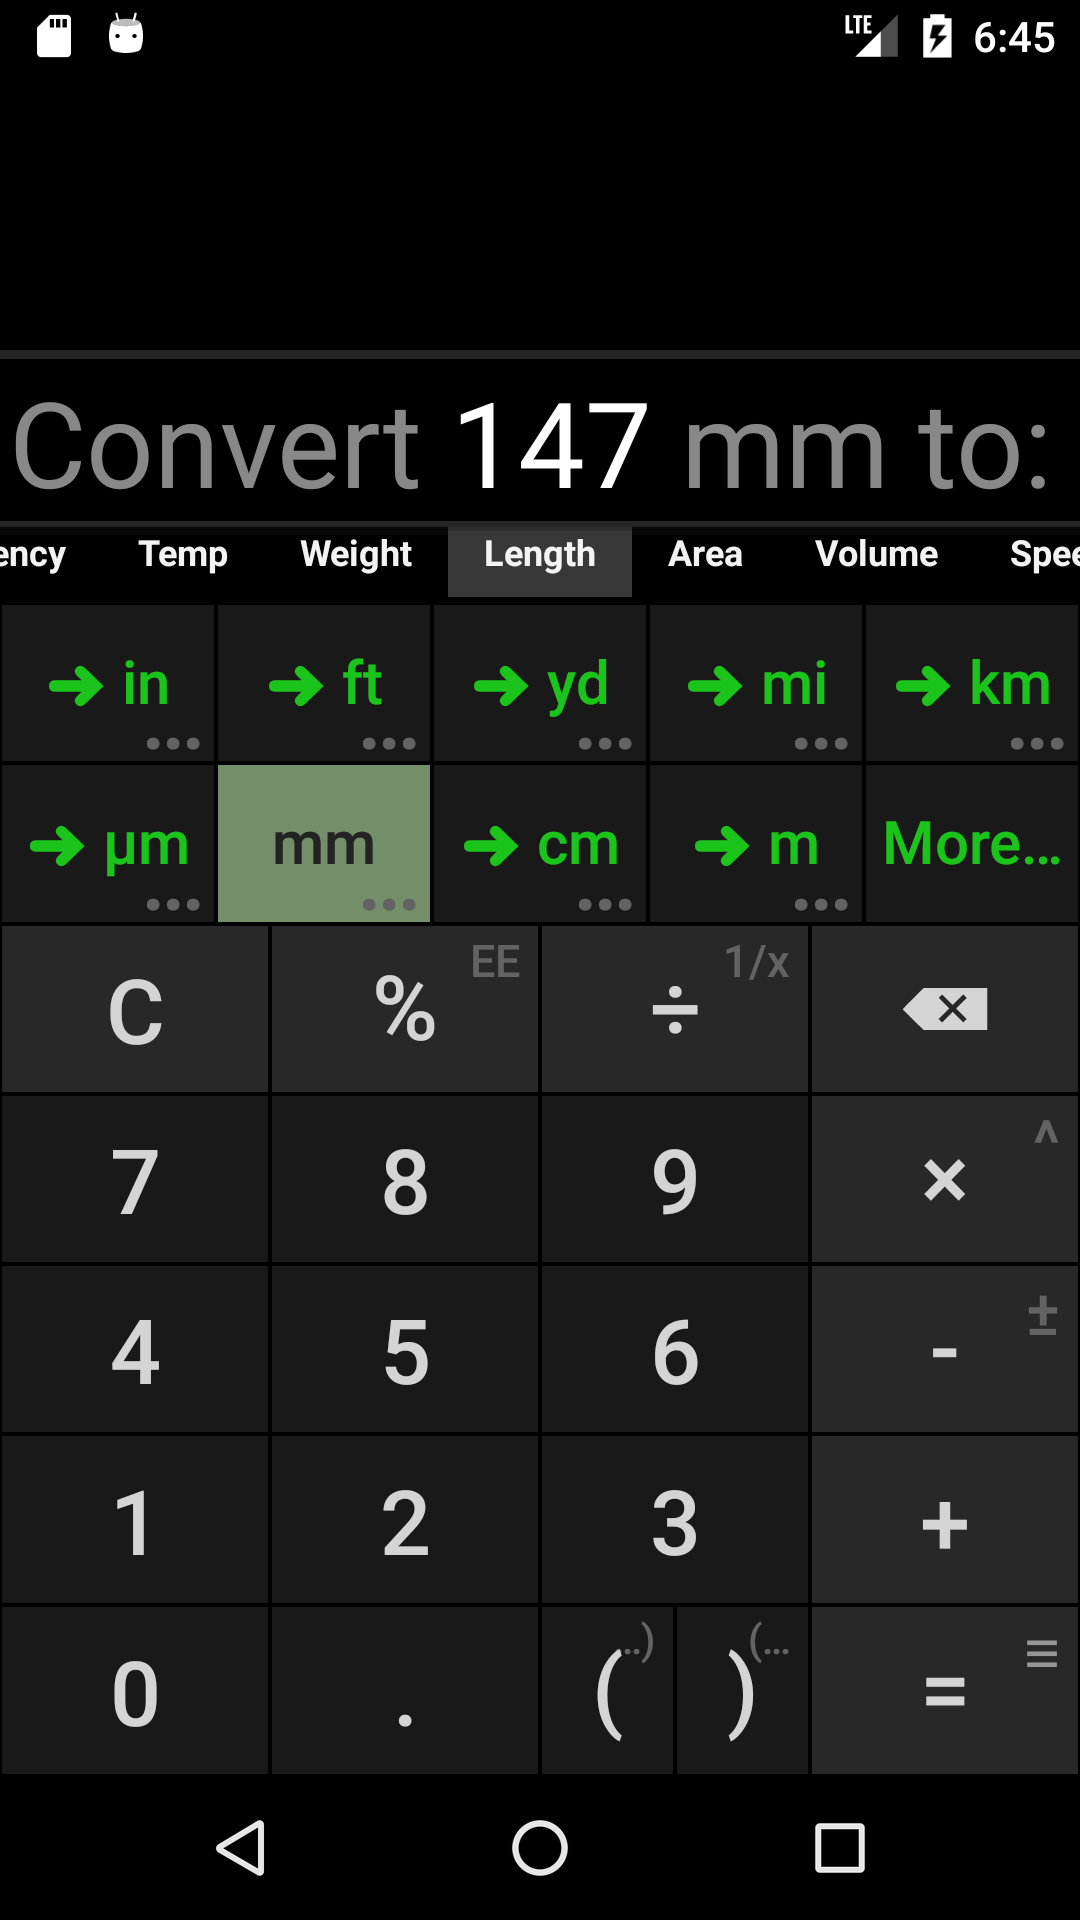 LTE 6:45
Convert 147 mm to:
ency Temp Weight Length Area Volume Spee
→ in → ft → yd → mi → km
→ µm mm → cm → m More...
C % EE ÷ 1/x
7 8 9 × ^
4 5 6 - ±
1 2 3 +
0 . ( ..) ) (... =